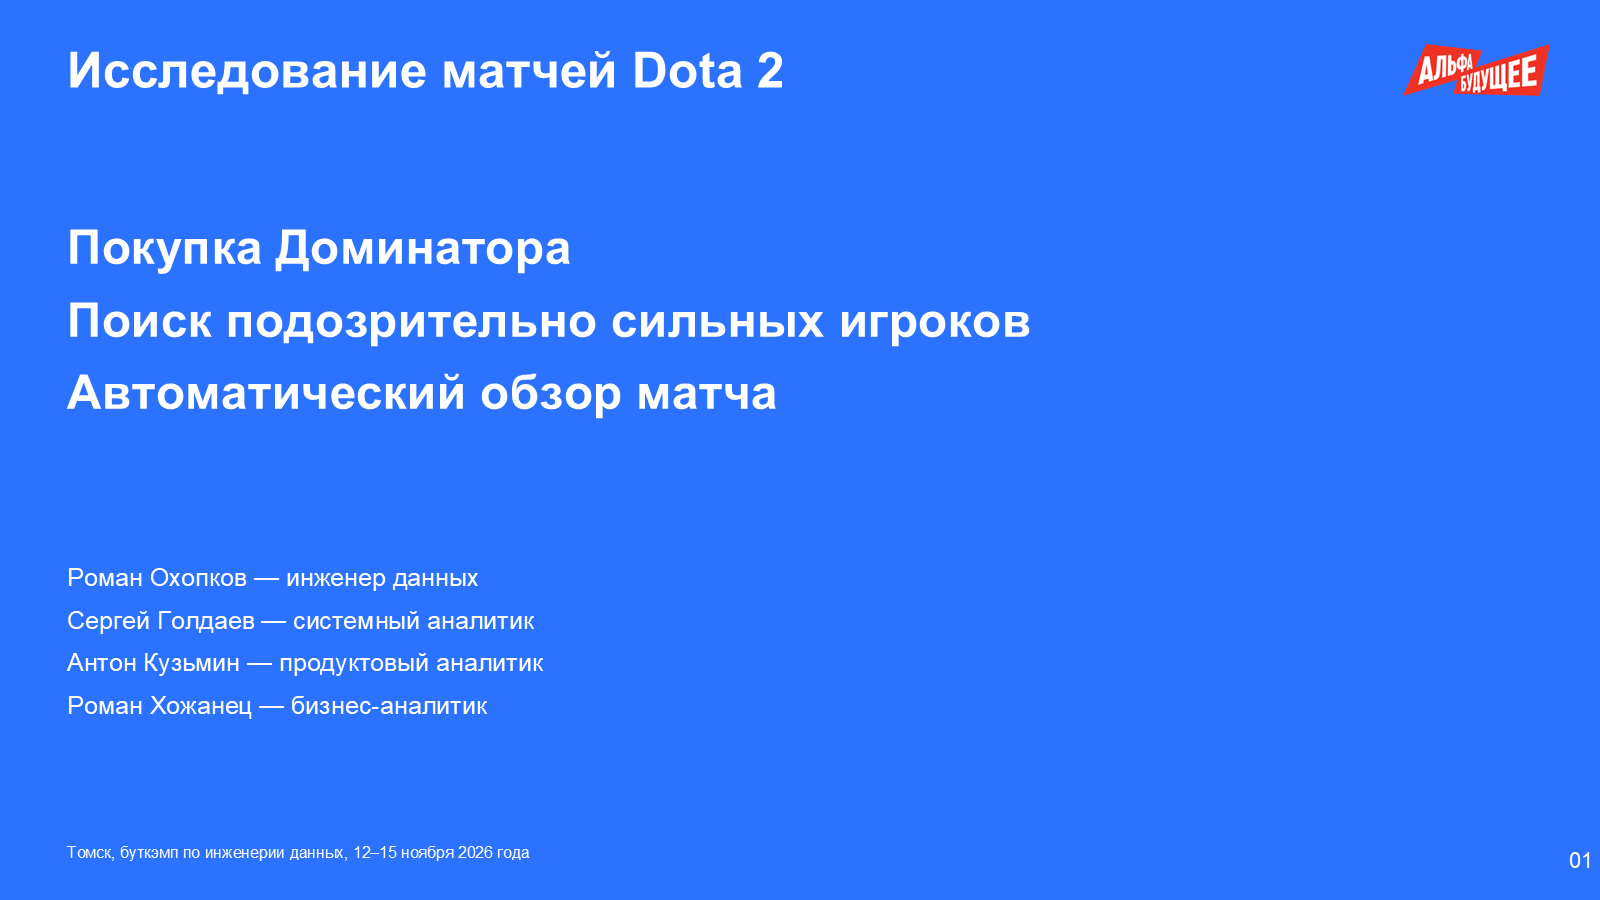 Исследование матчей Dota 2
АЛЬФА
БУДУЩЕЕ
Покупка Доминатора
Поиск подозрительно сильных игроков
Автоматический обзор матча
Роман Охопков — инженер данных
Сергей Голдаев — системный аналитик
Антон Кузьмин — продуктовый аналитик
Роман Хожанец — бизнес-аналитик
Томск, буткэмп по инженерии данных, 12–15 ноября 2026 года
01